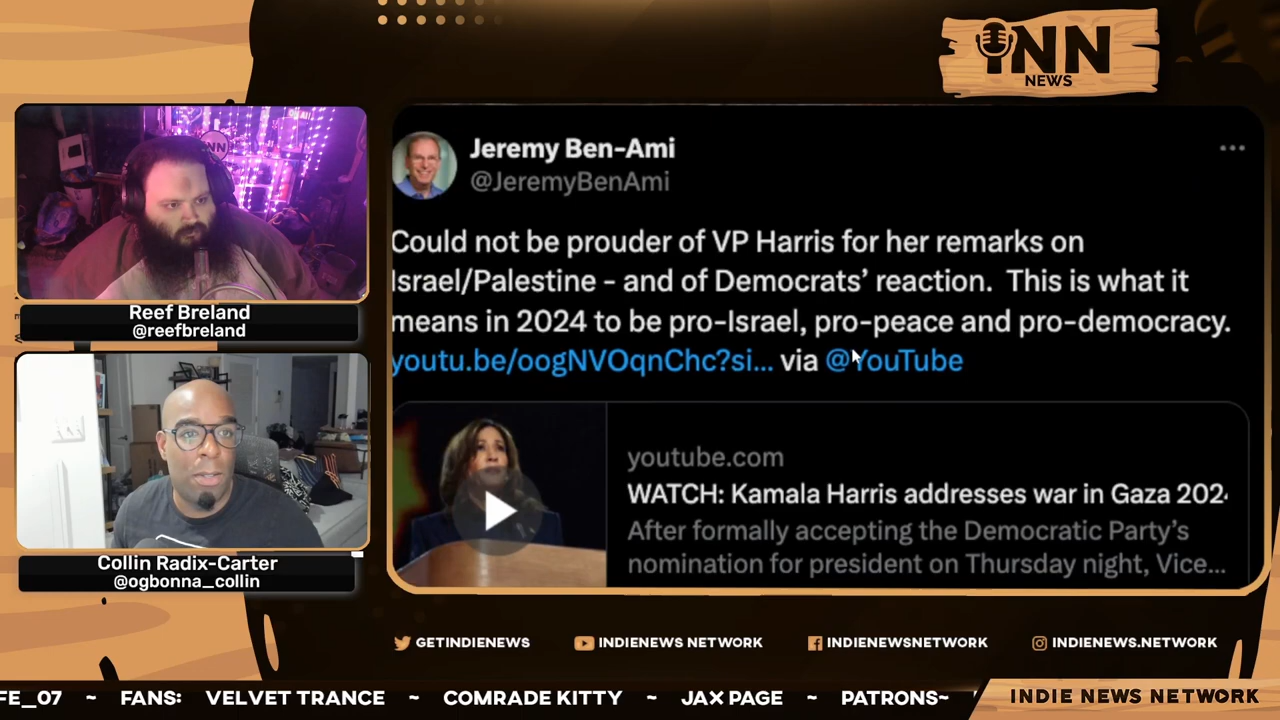 INN
NEWS
Jeremy Ben-Ami
@JeremyBenAmi
Could not be prouder of VP Harris for her remarks on
Israel/Palestine - and of Democrats' reaction. This is what it
means in 2024 to be pro-Israel, pro-peace and pro-democracy.
youtu.be/oogNVOqnChc?si... via @YouTube
youtube.com
WATCH: Kamala Harris addresses war in Gaza 2024
After formally accepting the Democratic Party's
nomination for president on Thursday night, Vice...
Reef Breland
@reefbreland
Collin Radix-Carter
@ogbonna_collin
GETINDIENEWS
INDIENEWS NETWORK
INDIENEWSNETWORK
INDIENEWS.NETWORK
FE_07 ~ FANS: VELVET TRANCE ~ COMRADE KITTY ~ JAX PAGE ~ PATRONS~
INDIE NEWS NETWORK